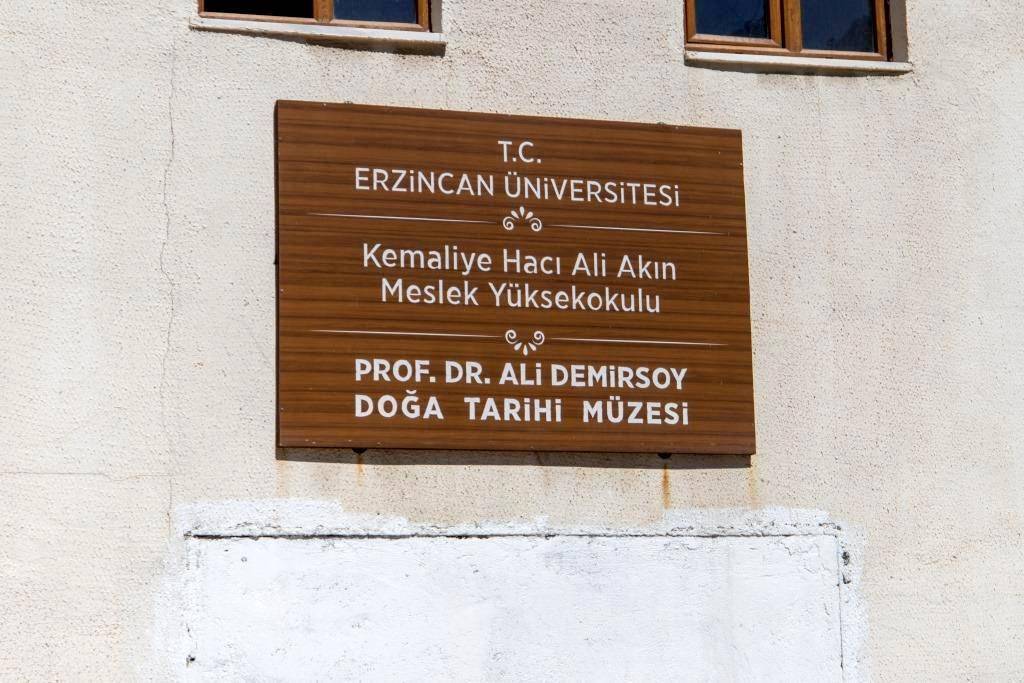 T.C.
ERZİNCAN ÜNİVERSİTESİ
Kemaliye Hacı Ali Akın
Meslek Yüksekokulu
PROF. DR. ALİ DEMİRSOY
DOĞA TARİHİ MÜZESİ